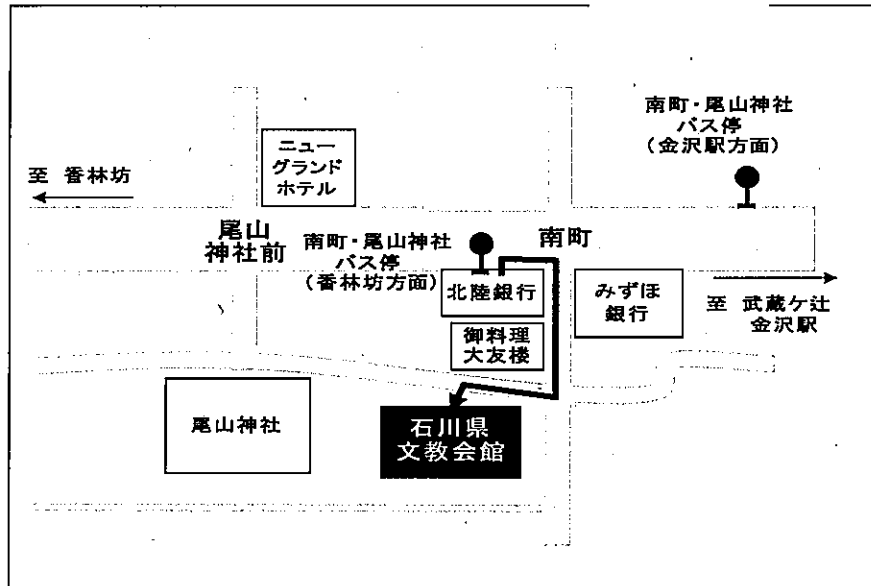 南町・尾山神社
バス停
(金沢駅方面)
ニュー
グランド
ホテル
至 香林坊
尾山
神社前
南町・尾山神社
バス停
(香林坊方面)
南町
北陸銀行
みずほ
銀行
至 武蔵ケ辻
金沢駅
御料理
大友楼
尾山神社
石川県
文教会館